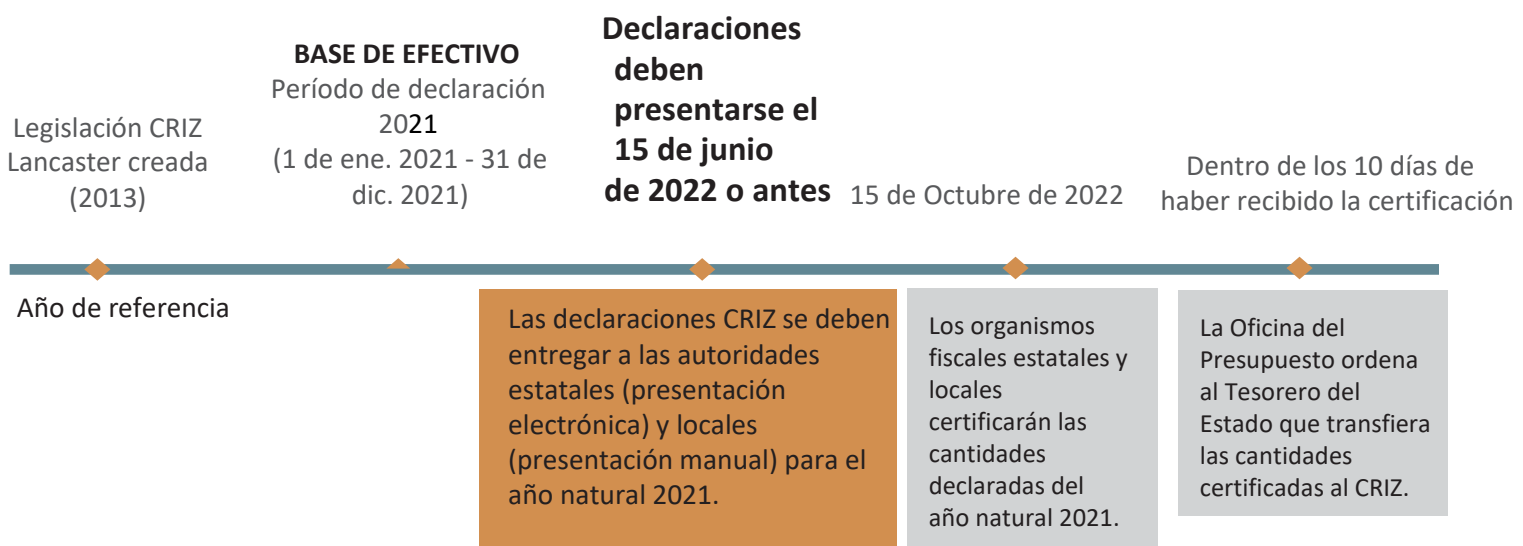 Legislación CRIZ
Lancaster creada
(2013)
BASE DE EFECTIVO
Período de declaración
2021
(1 de ene. 2021 - 31 de
dic. 2021)
Declaraciones
deben
presentarse el
15 de junio
de 2022 o antes
15 de Octubre de 2022
Dentro de los 10 días de
haber recibido la certificación
Año de referencia
Las declaraciones CRIZ se deben
entregar a las autoridades
estatales (presentación
electrónica) y locales
(presentación manual) para el
año natural 2021.
Los organismos
fiscales estatales y
locales
certificarán las
cantidades
declaradas del
año natural 2021.
La Oficina del
Presupuesto ordena
al Tesorero del
Estado que transfiera
las cantidades
certificadas al CRIZ.